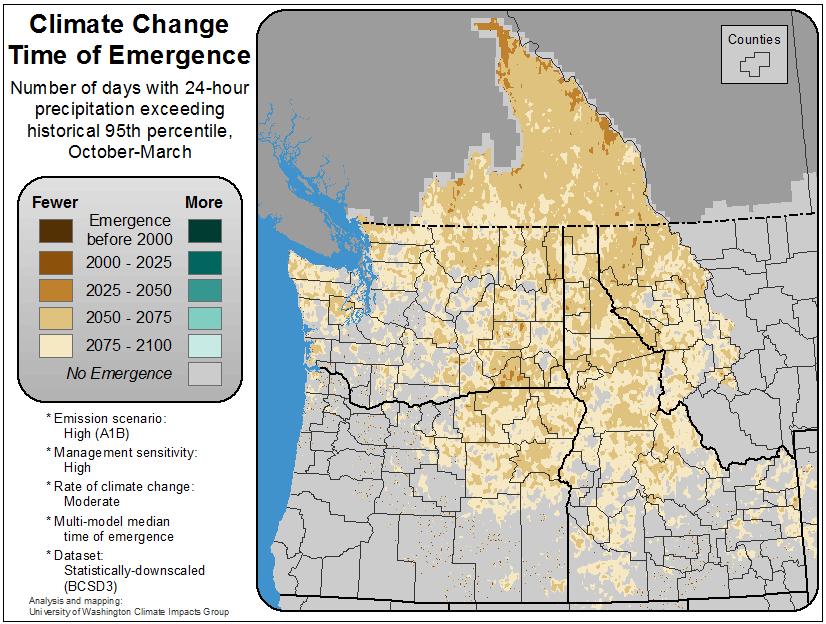 Climate Change
Time of Emergence
Number of days with 24-hour
precipitation exceeding
historical 95th percentile,
October-March
Fewer More
Emergence
before 2000
2000 - 2025
2025 - 2050
2050 - 2075
2075 - 2100
No Emergence
* Emission scenario:
High (A1B)
* Management sensitivity:
High
* Rate of climate change:
Moderate
* Multi-model median
time of emergence
* Dataset:
Statistically-downscaled
(BCSD3)
Analysis and mapping:
University of Washington Climate Impacts Group
Counties